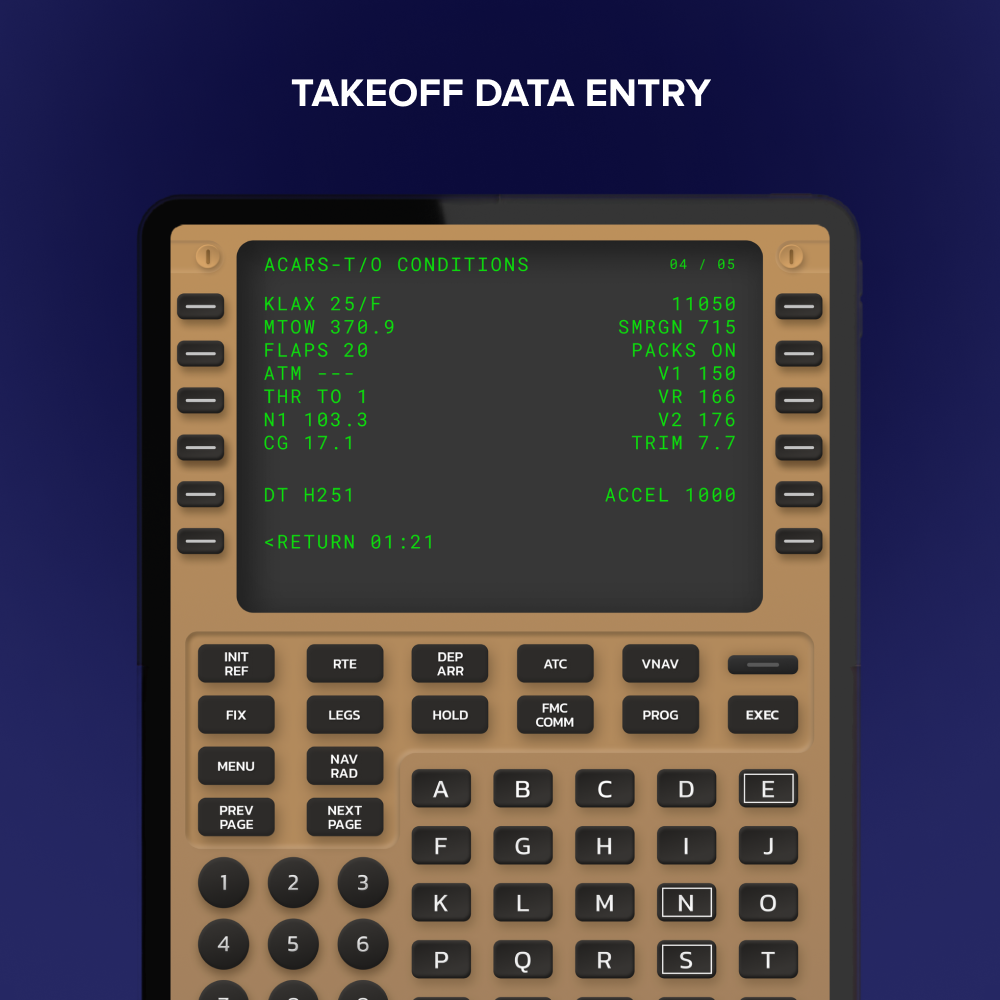 TAKEOFF DATA ENTRY
ACARS-T/O CONDITIONS 04 / 05
KLAX 25/F 11050
MTOW 370.9 SMRGN 715
FLAPS 20 PACKS ON
ATM --- V1 150
THR TO 1 VR 166
N1 103.3 V2 176
CG 17.1 TRIM 7.7
DT H251 ACCEL 1000
<RETURN 01:21
INIT REF RTE DEP ARR ATC VNAV
FIX LEGS HOLD FMC COMM PROG EXEC
MENU NAV RAD
PREV PAGE NEXT PAGE
A B C D E
F G H I J
K L M N O
P Q R S T
1 2 3
4 5 6